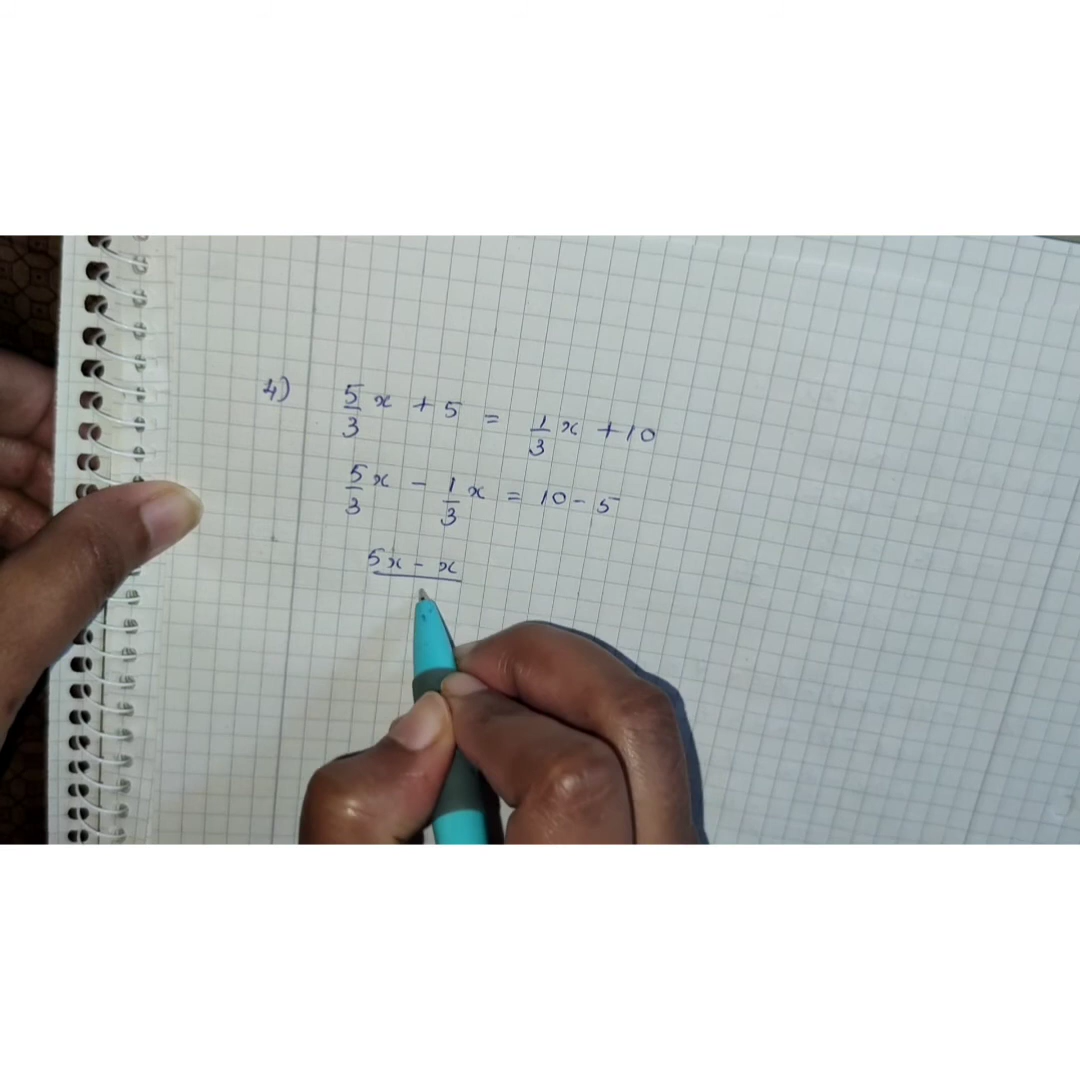 4) 5/3 x + 5 = 1/3 x + 10
5/3 x - 1/3 x = 10 - 5
5x - x